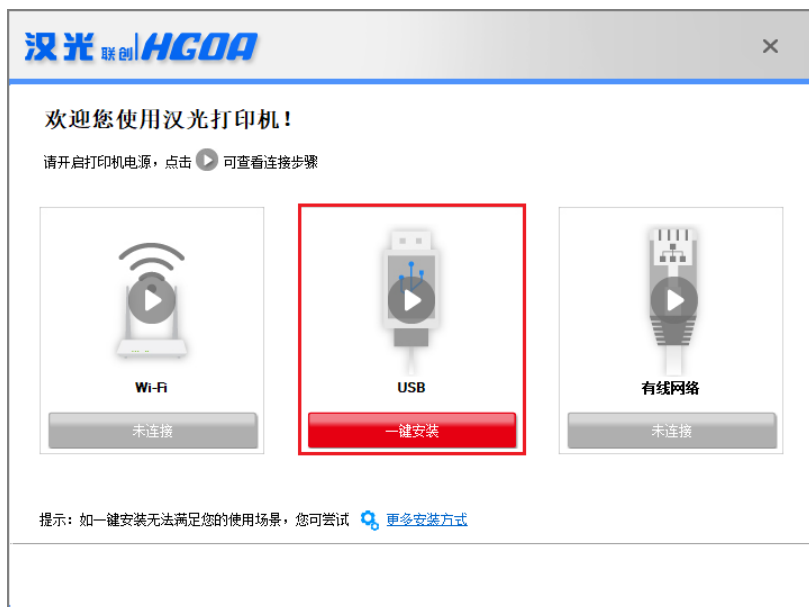 汉光 联创 HGOA
欢迎您使用汉光打印机！
请开启打印机电源，点击 可查看连接步骤
Wi-Fi
未连接
USB
一键安装
有线网络
未连接
提示：如一键安装无法满足您的使用场景，您可尝试 更多安装方式